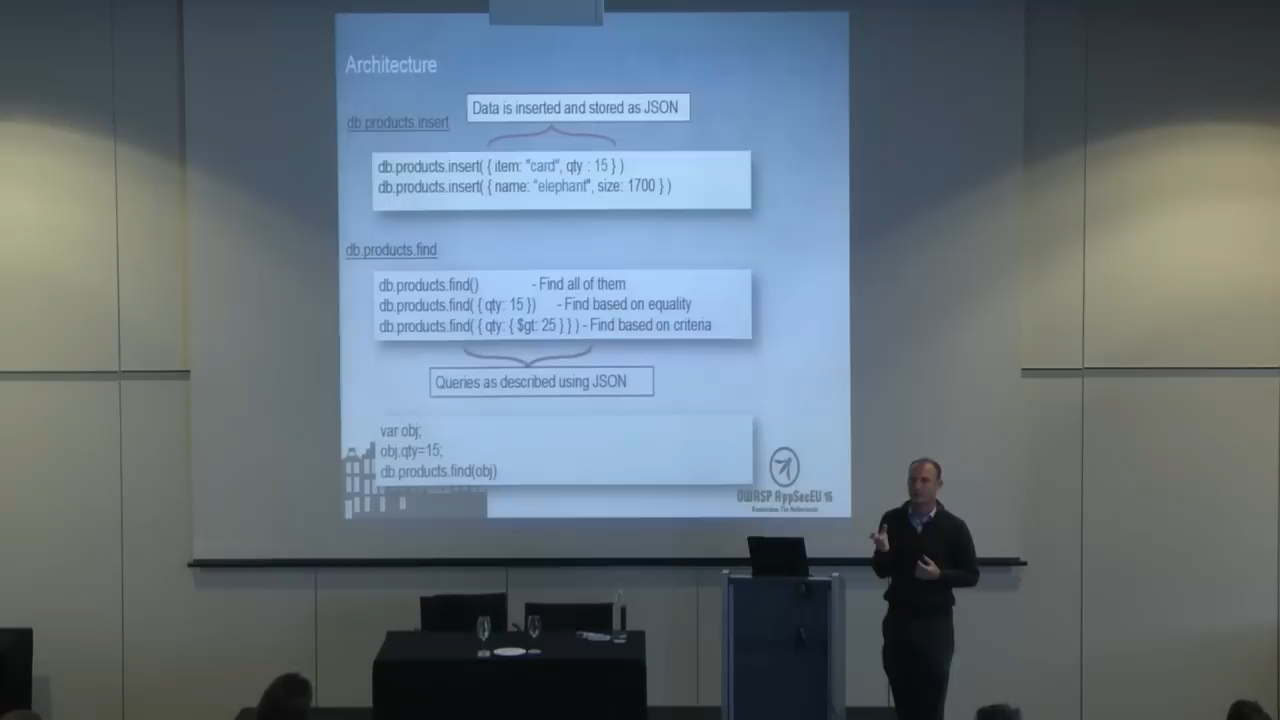 Architecture
Data is inserted and stored as JSON
db.products.insert
db.products.insert( { item: "card", qty : 15 } )
db.products.insert( { name: "elephant", size: 1700 } )
db.products.find
db.products.find() - Find all of them
db.products.find( { qty: 15 }) - Find based on equality
db.products.find( { qty: { $gt: 25 } } ) - Find based on criteria
Queries as described using JSON
var obj;
obj.qty=15;
db.products.find(obj)
OWASP AppSecEU 15
The Netherlands